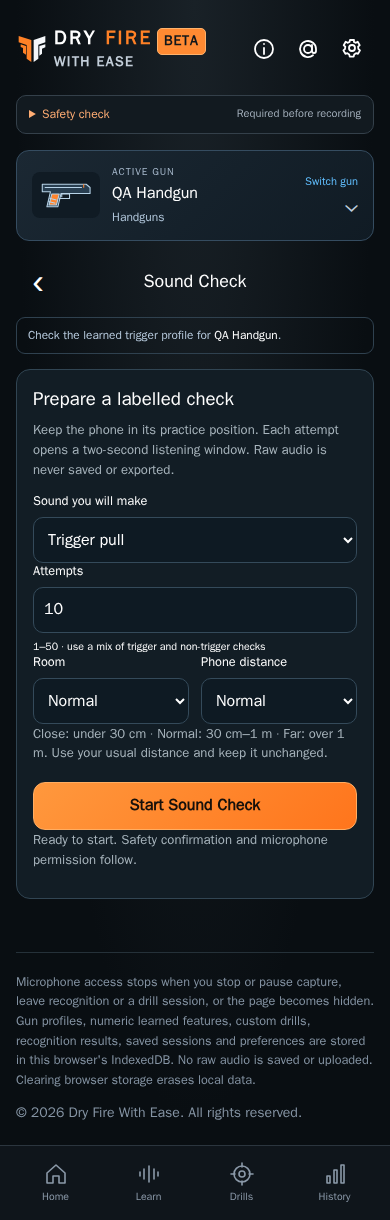 DRY FIRE BETA
WITH EASE
Safety check Required before recording
ACTIVE GUN
QA Handgun
Handguns
Switch gun
Sound Check
Check the learned trigger profile for QA Handgun.
Prepare a labelled check
Keep the phone in its practice position. Each attempt
opens a two-second listening window. Raw audio is
never saved or exported.
Sound you will make
Trigger pull
Attempts
10
1–50 · use a mix of trigger and non-trigger checks
Room Phone distance
Normal Normal
Close: under 30 cm · Normal: 30 cm–1 m · Far: over 1
m. Use your usual distance and keep it unchanged.
Start Sound Check
Ready to start. Safety confirmation and microphone
permission follow.
Microphone access stops when you stop or pause capture,
leave recognition or a drill session, or the page becomes hidden.
Gun profiles, numeric learned features, custom drills,
recognition results, saved sessions and preferences are stored
in this browser's IndexedDB. No raw audio is saved or uploaded.
Clearing browser storage erases local data.
© 2026 Dry Fire With Ease. All rights reserved.
Home Learn Drills History